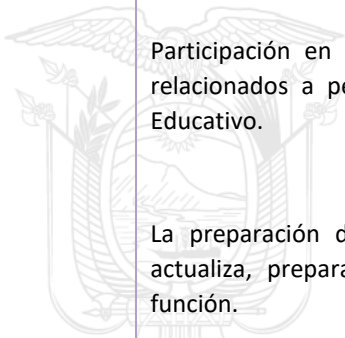 Participación en
relacionados a pe
Educativo.
La preparación d
actualiza, prepara
función.